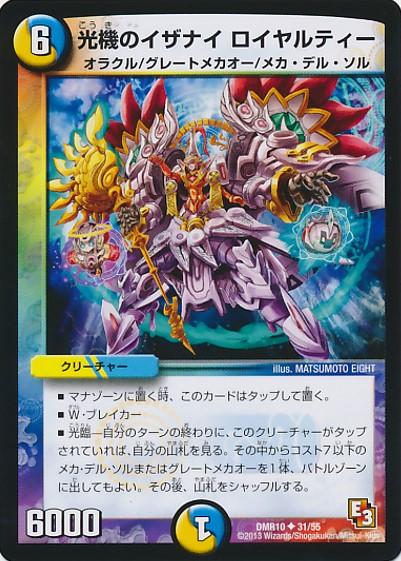 6
こうき
光機のイザナイ ロイヤルティー
オラクル/グレートメカオー/メカ・デル・ソル
クリーチャー
illus. MATSUMOTO EIGHT
■ マナゾーンに置く時、このカードはタップして置く。
■ W・ブレイカー
■ 光臨―自分のターンの終わりに、このクリーチャーがタップ
されていれば、自分の山札を見る。その中からコスト7以下の
メカ・デル・ソルまたはグレートメカオーを1体、バトルゾーン
に出してもよい。その後、山札をシャッフルする。
6000
1
DMR10 ◆ 31/55
E3
©2013 Wizards/Shogakukan/Mitsui-Kids